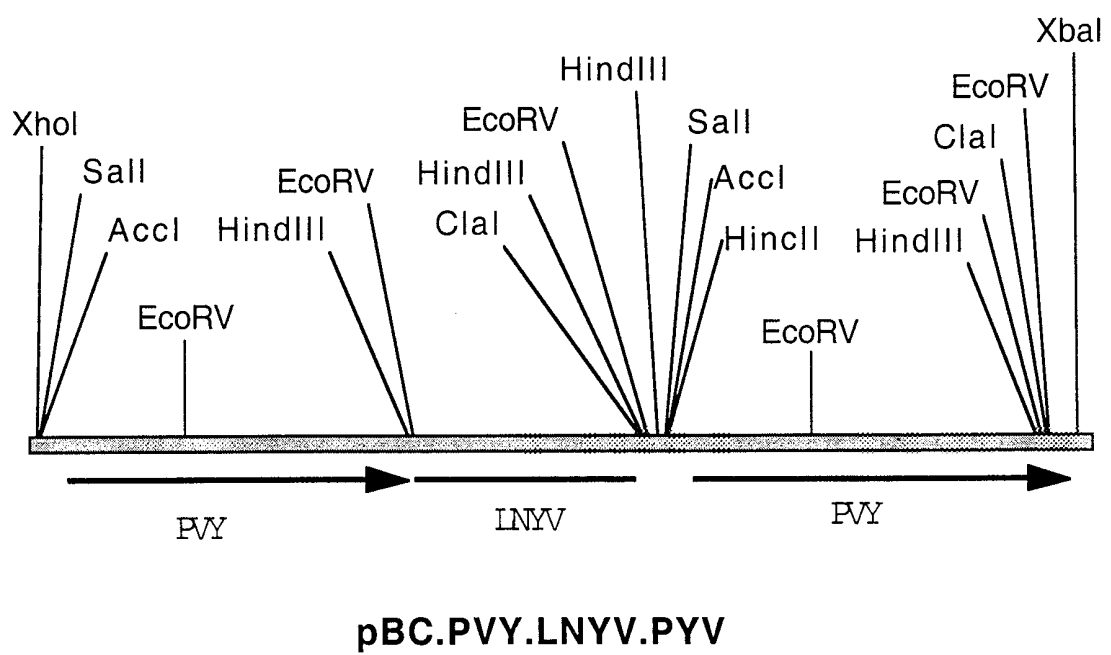 XbaI
HindIII
EcoRV
XhoI
EcoRV
SalI
ClaI
SalI
HindIII
EcoRV
AccI
EcoRV
AccI
HindIII
ClaI
HincII
HindIII
EcoRV
EcoRV
PVY
LNYV
PVY
pBC.PVY.LNYV.PYV